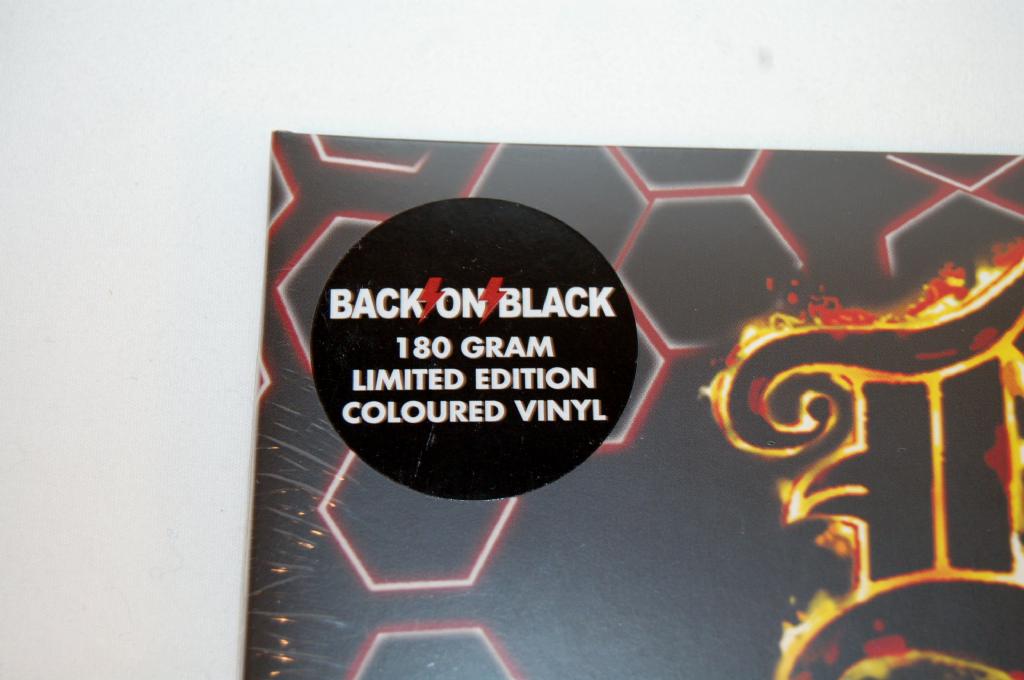 BACK ON BLACK
180 GRAM
LIMITED EDITION
COLOURED VINYL